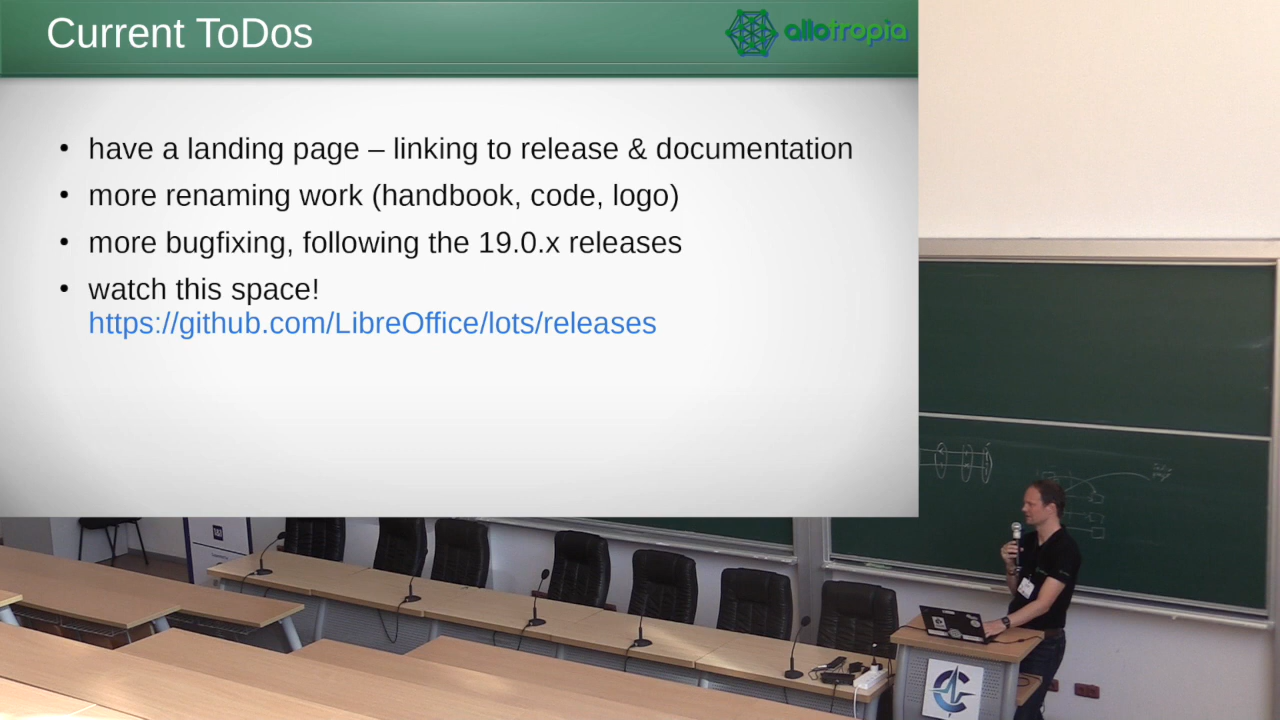 Current ToDos
allotropia
• have a landing page – linking to release & documentation
• more renaming work (handbook, code, logo)
• more bugfixing, following the 19.0.x releases
• watch this space!
https://github.com/LibreOffice/lots/releases